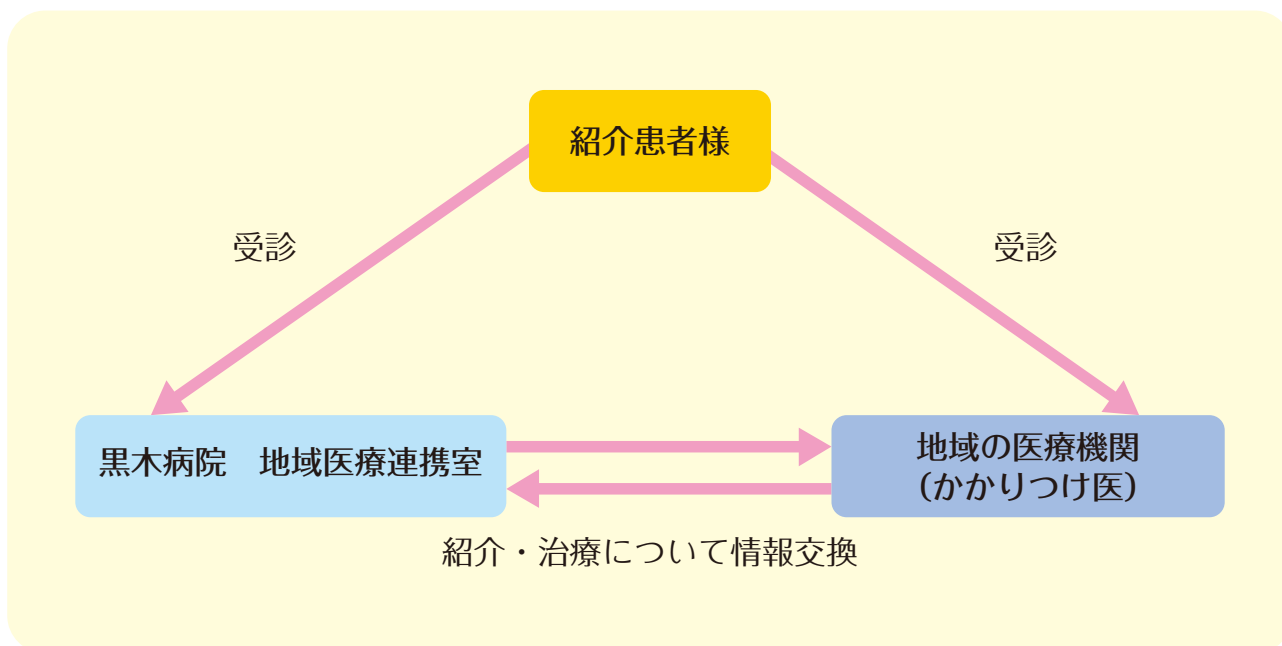 紹介患者様
受診
受診
黒木病院　地域医療連携室
地域の医療機関
（かかりつけ医）
紹介・治療について情報交換